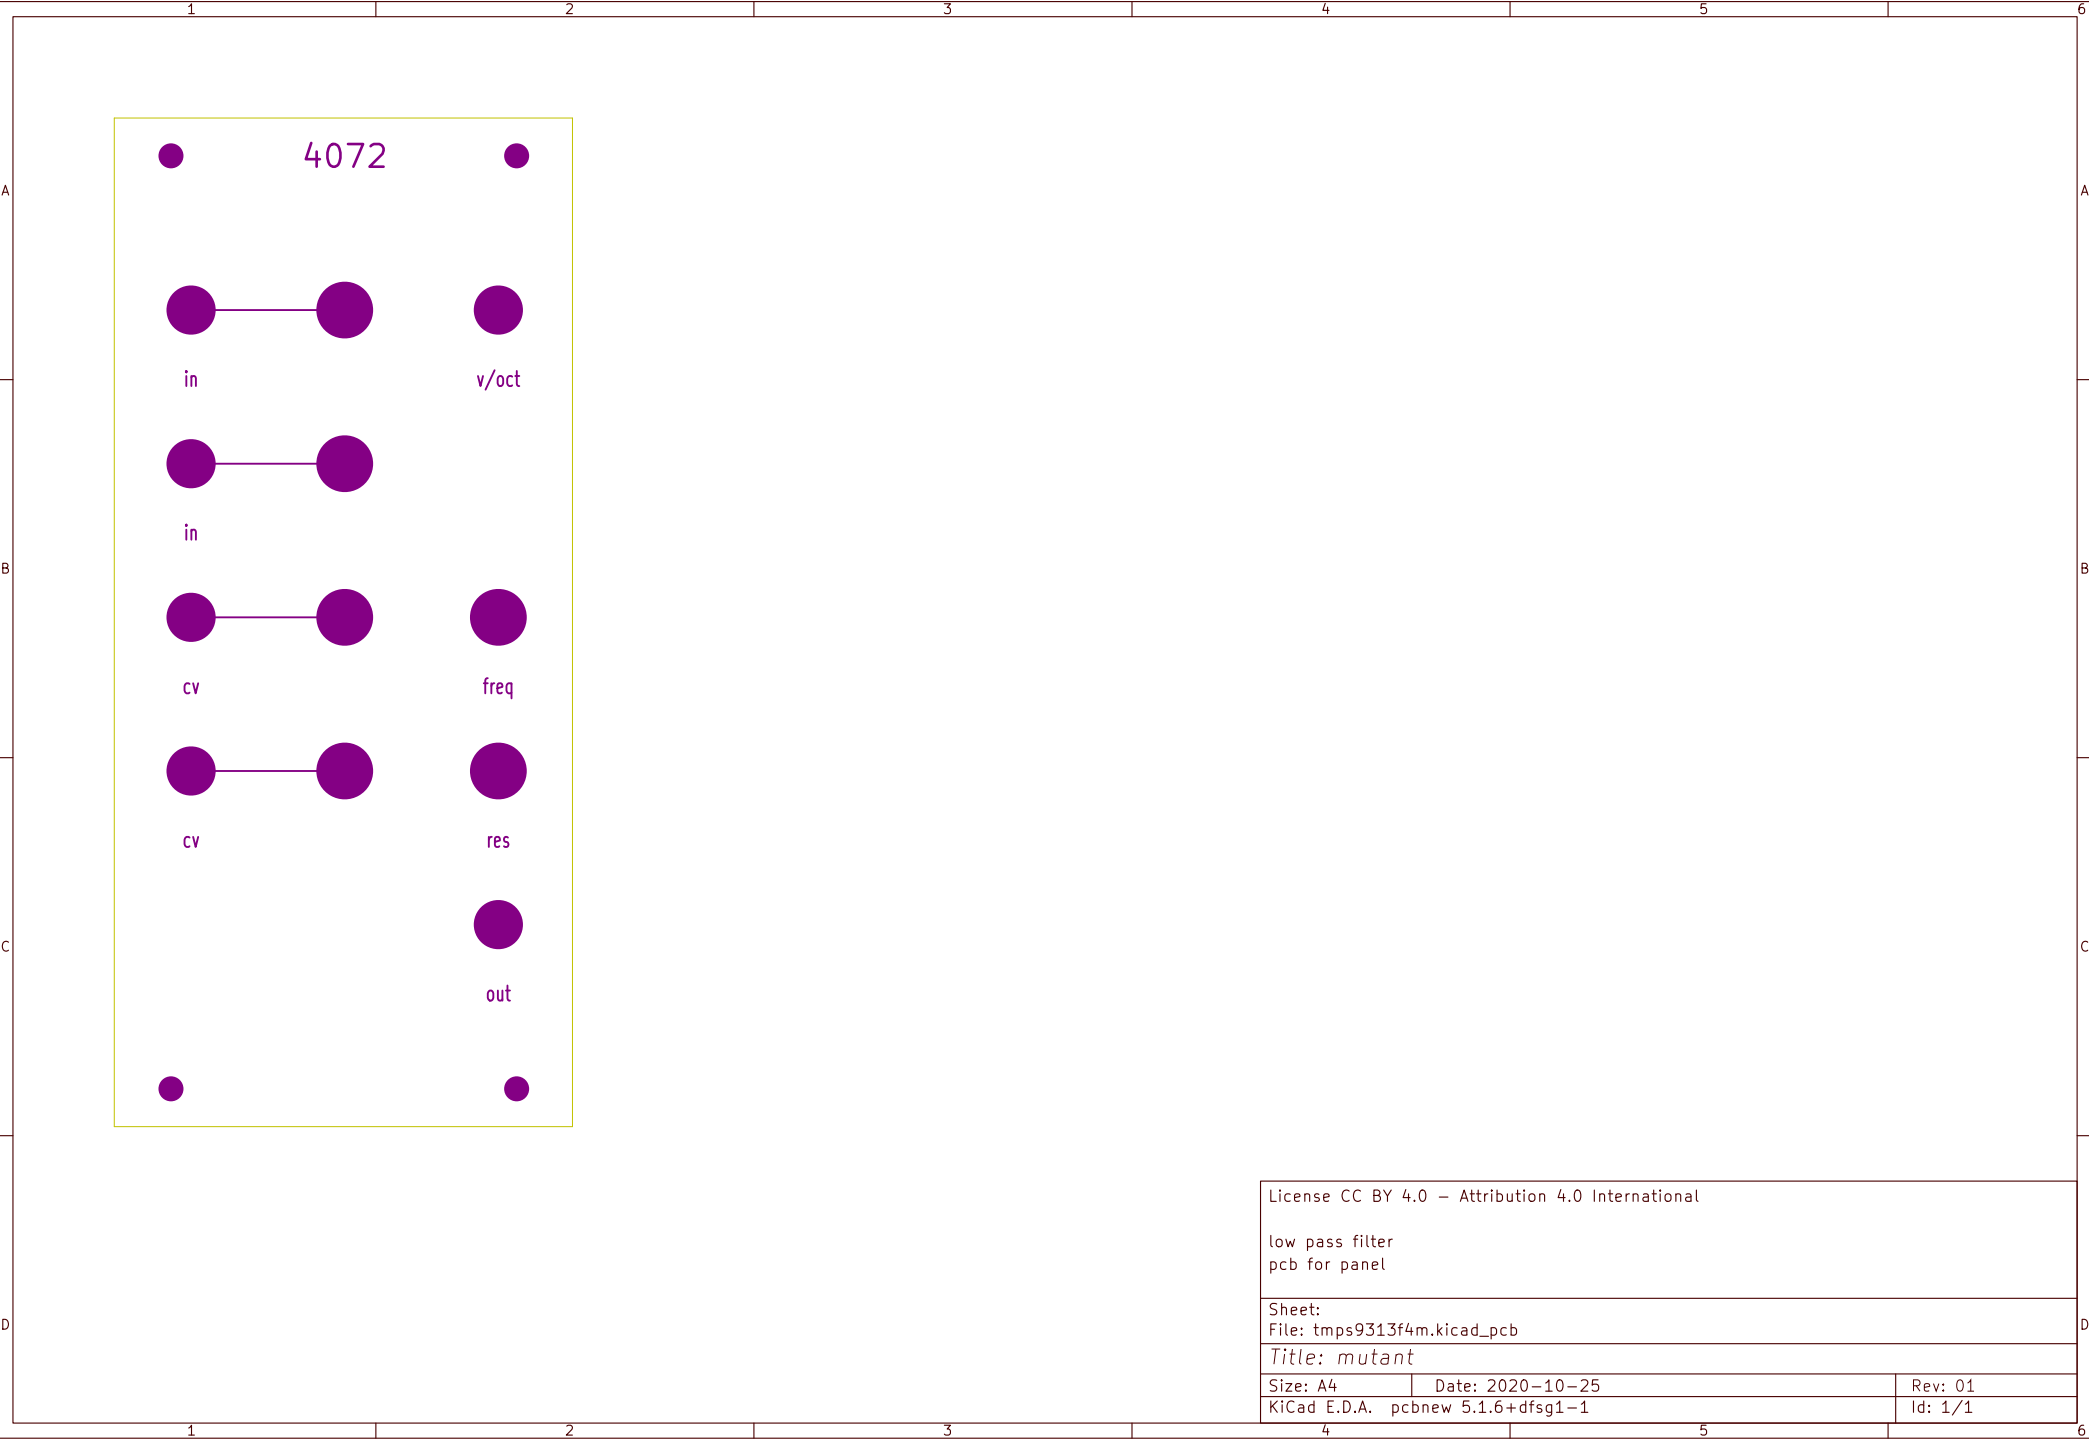 1 2 3 4 5 6
4072
A A
in v/oct
in
B B
cv freq
cv res
C C
out
License CC BY 4.0 - Attribution 4.0 International
low pass filter
pcb for panel
Sheet:
D D
File: tmps9313f4m.kicad_pcb
Title: mutant
Size: A4 Date: 2020-10-25 Rev: 01
KiCad E.D.A. pcbnew 5.1.6+dfsg1-1 Id: 1/1
1 2 3 4 5 6